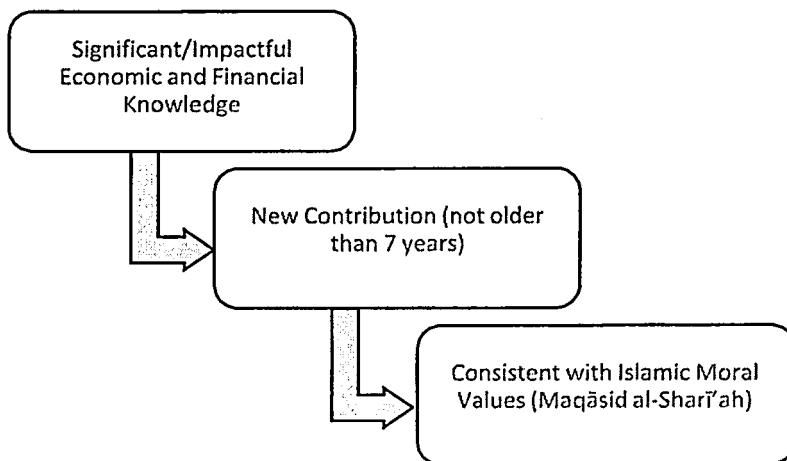 Significant/Impactful
Economic and Financial
Knowledge
New Contribution (not older
than 7 years)
Consistent with Islamic Moral
Values (Maqāsid al-Sharī'ah)